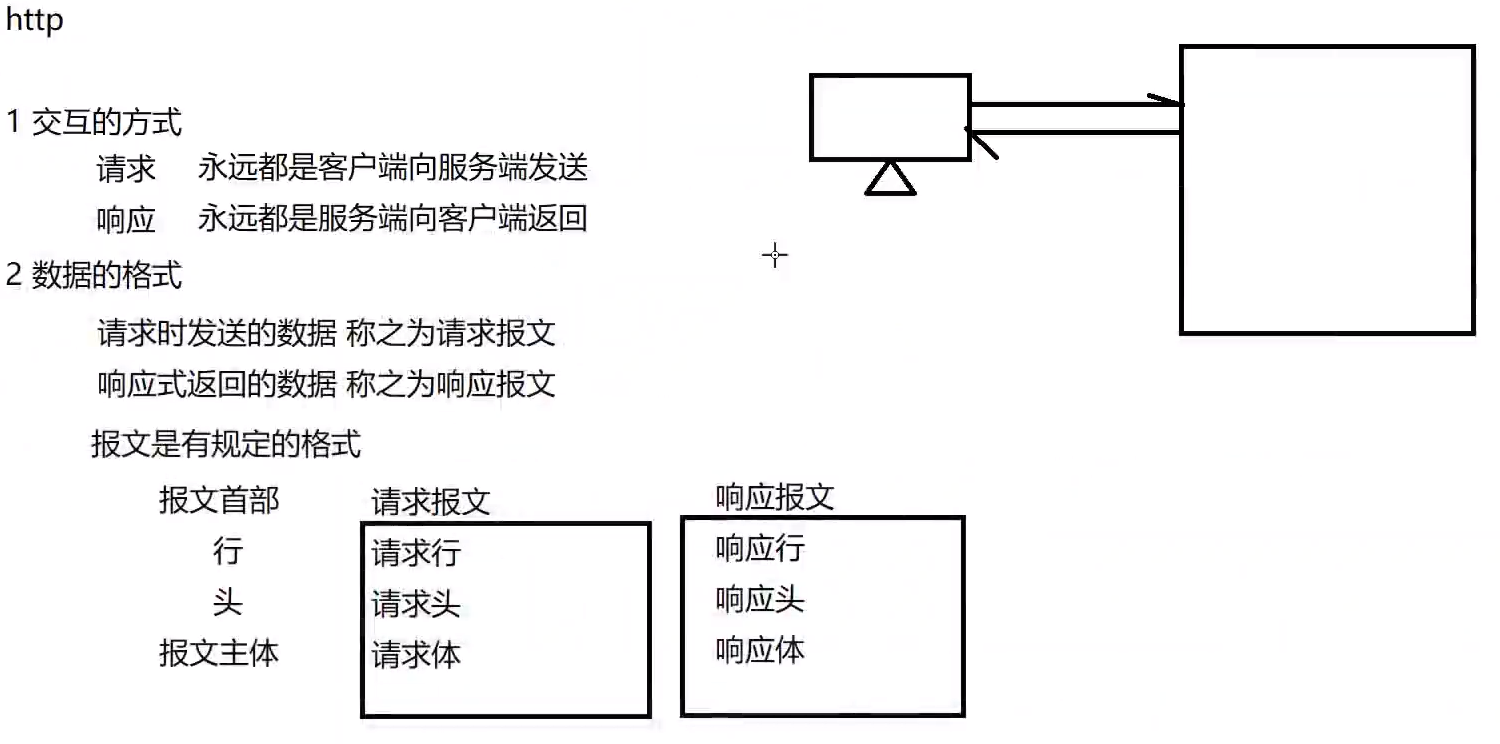 http
1 交互的方式
请求 永远都是客户端向服务端发送
响应 永远都是服务端向客户端返回
2 数据的格式
请求时发送的数据 称之为请求报文
响应式返回的数据 称之为响应报文
报文是有规定的格式
报文首部 请求报文 响应报文
行 请求行 响应行
头 请求头 响应头
报文主体 请求体 响应体